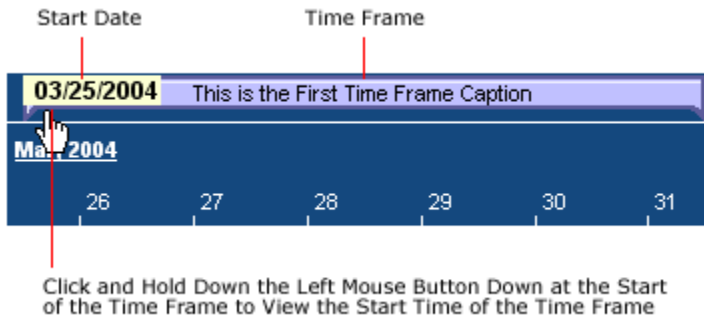 Start Date Time Frame
03/25/2004 This is the First Time Frame Caption
2004
26 27 28 29 30 31
Click and Hold Down the Left Mouse Button Down at the Start
of the Time Frame to View the Start Time of the Time Frame